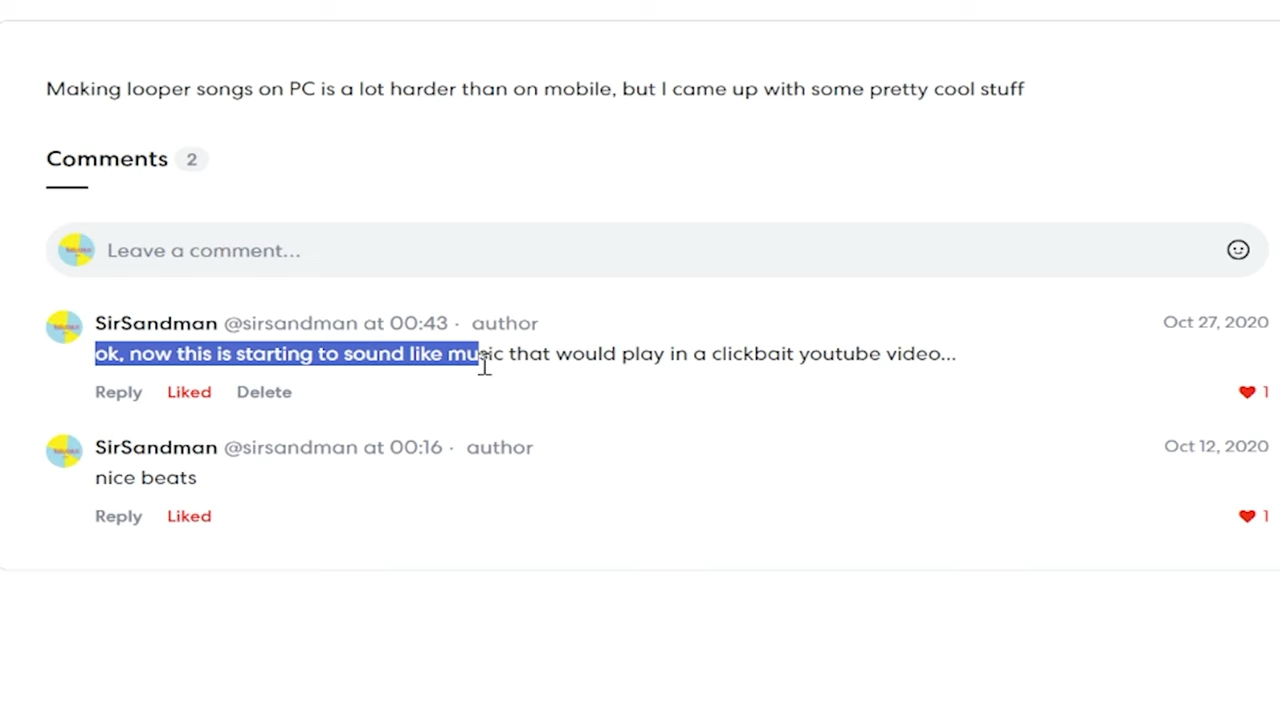 Making looper songs on PC is a lot harder than on mobile, but I came up with some pretty cool stuff
Comments 2
Leave a comment...
SirSandman @sirsandman at 00:43 · author Oct 27, 2020
ok, now this is starting to sound like music that would play in a clickbait youtube video...
Reply Liked Delete 1
SirSandman @sirsandman at 00:16 · author Oct 12, 2020
nice beats
Reply Liked 1